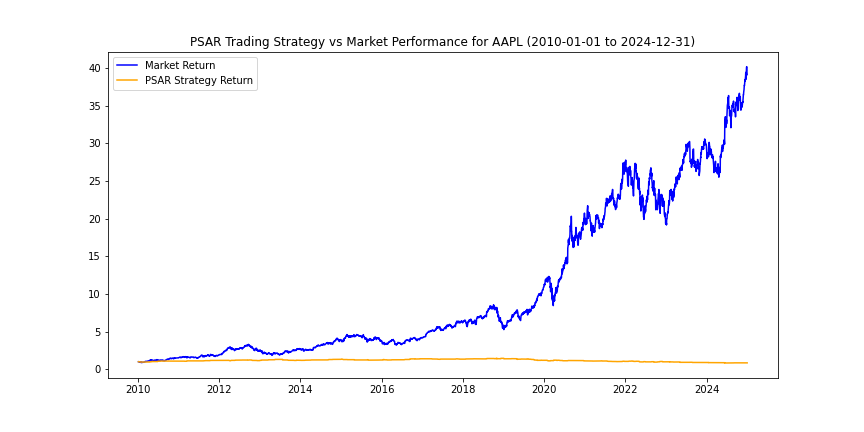 PSAR Trading Strategy vs Market Performance for AAPL (2010-01-01 to 2024-12-31)
Market Return
PSAR Strategy Return
40
35
30
25
20
15
10
5
0
2010 2012 2014 2016 2018 2020 2022 2024